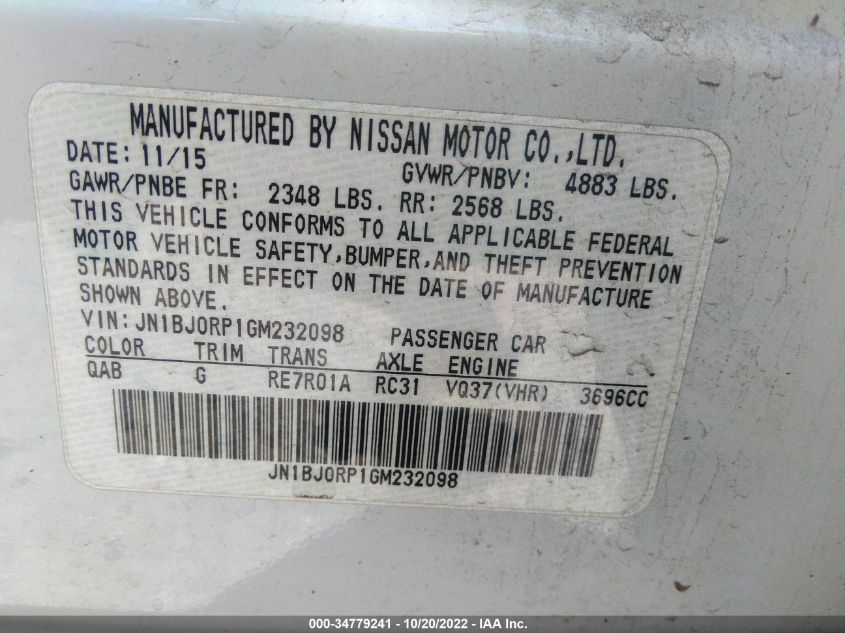 MANUFACTURED BY NISSAN MOTOR CO.,LTD.
DATE: 11/15 GVWR/PNBV: 4883 LBS.
GAWR/PNBE FR: 2348 LBS. RR: 2568 LBS.
THIS VEHICLE CONFORMS TO ALL APPLICABLE FEDERAL
MOTOR VEHICLE SAFETY,BUMPER,AND THEFT PREVENTION
STANDARDS IN EFFECT ON THE DATE OF MANUFACTURE
SHOWN ABOVE.
VIN:JN1BJ0RP1GM232098 PASSENGER CAR
COLOR TRIM TRANS AXLE ENGINE
QAB G RE7R01A RC31 VQ37(VHR) 3696CC
JN1BJ0RP1GM232098
000-34779241 - 10/20/2022 - IAA Inc.